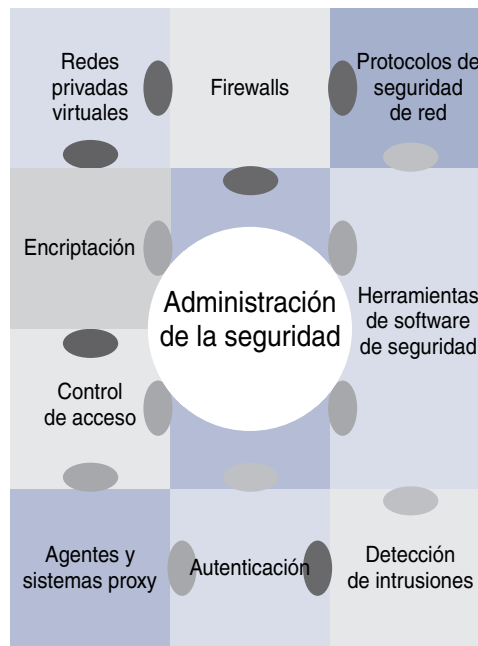 Redes
privadas
virtuales
Firewalls
Protocolos de
seguridad
de red
Encriptación
Administración
de la seguridad
Herramientas
de software
de seguridad
Control
de acceso
Agentes y
sistemas proxy
Autenticación
Detección
de intrusiones